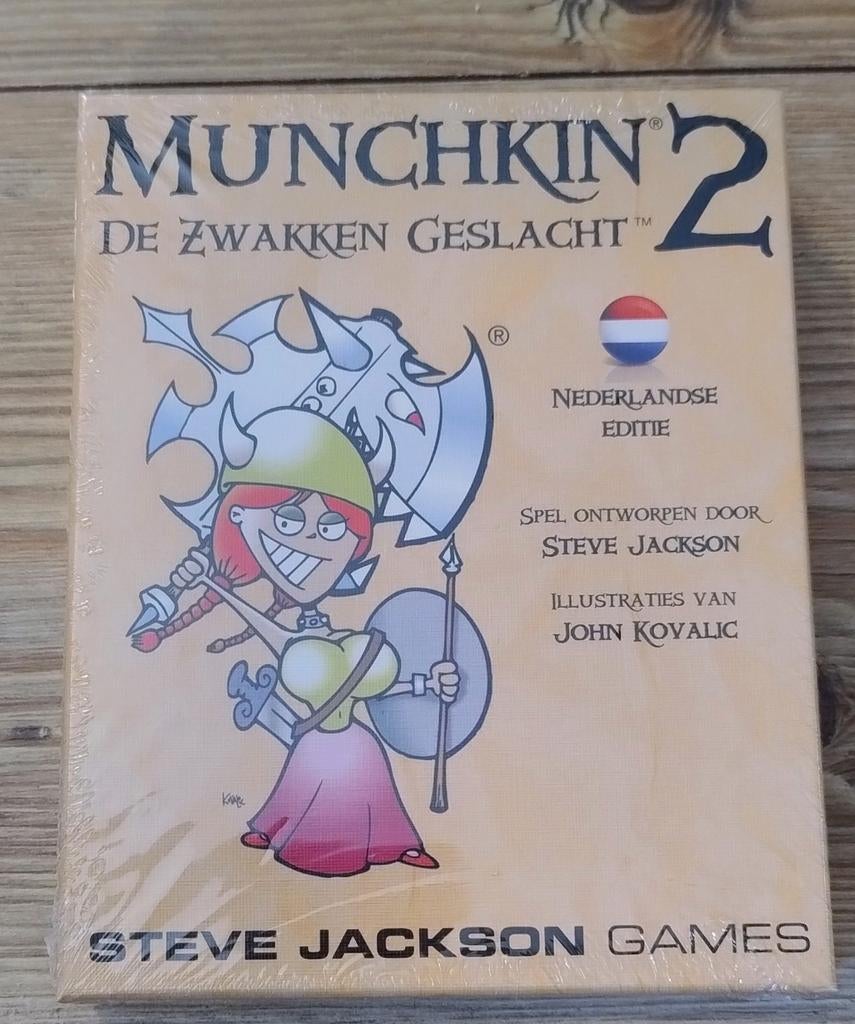 MUNCHKIN® 2
DE ZWAKKEN GESLACHT™
®
NEDERLANDSE
EDITIE
SPEL ONTWORPEN DOOR
STEVE JACKSON
ILLUSTRATIES VAN
JOHN KOVALIC
STEVE JACKSON GAMES